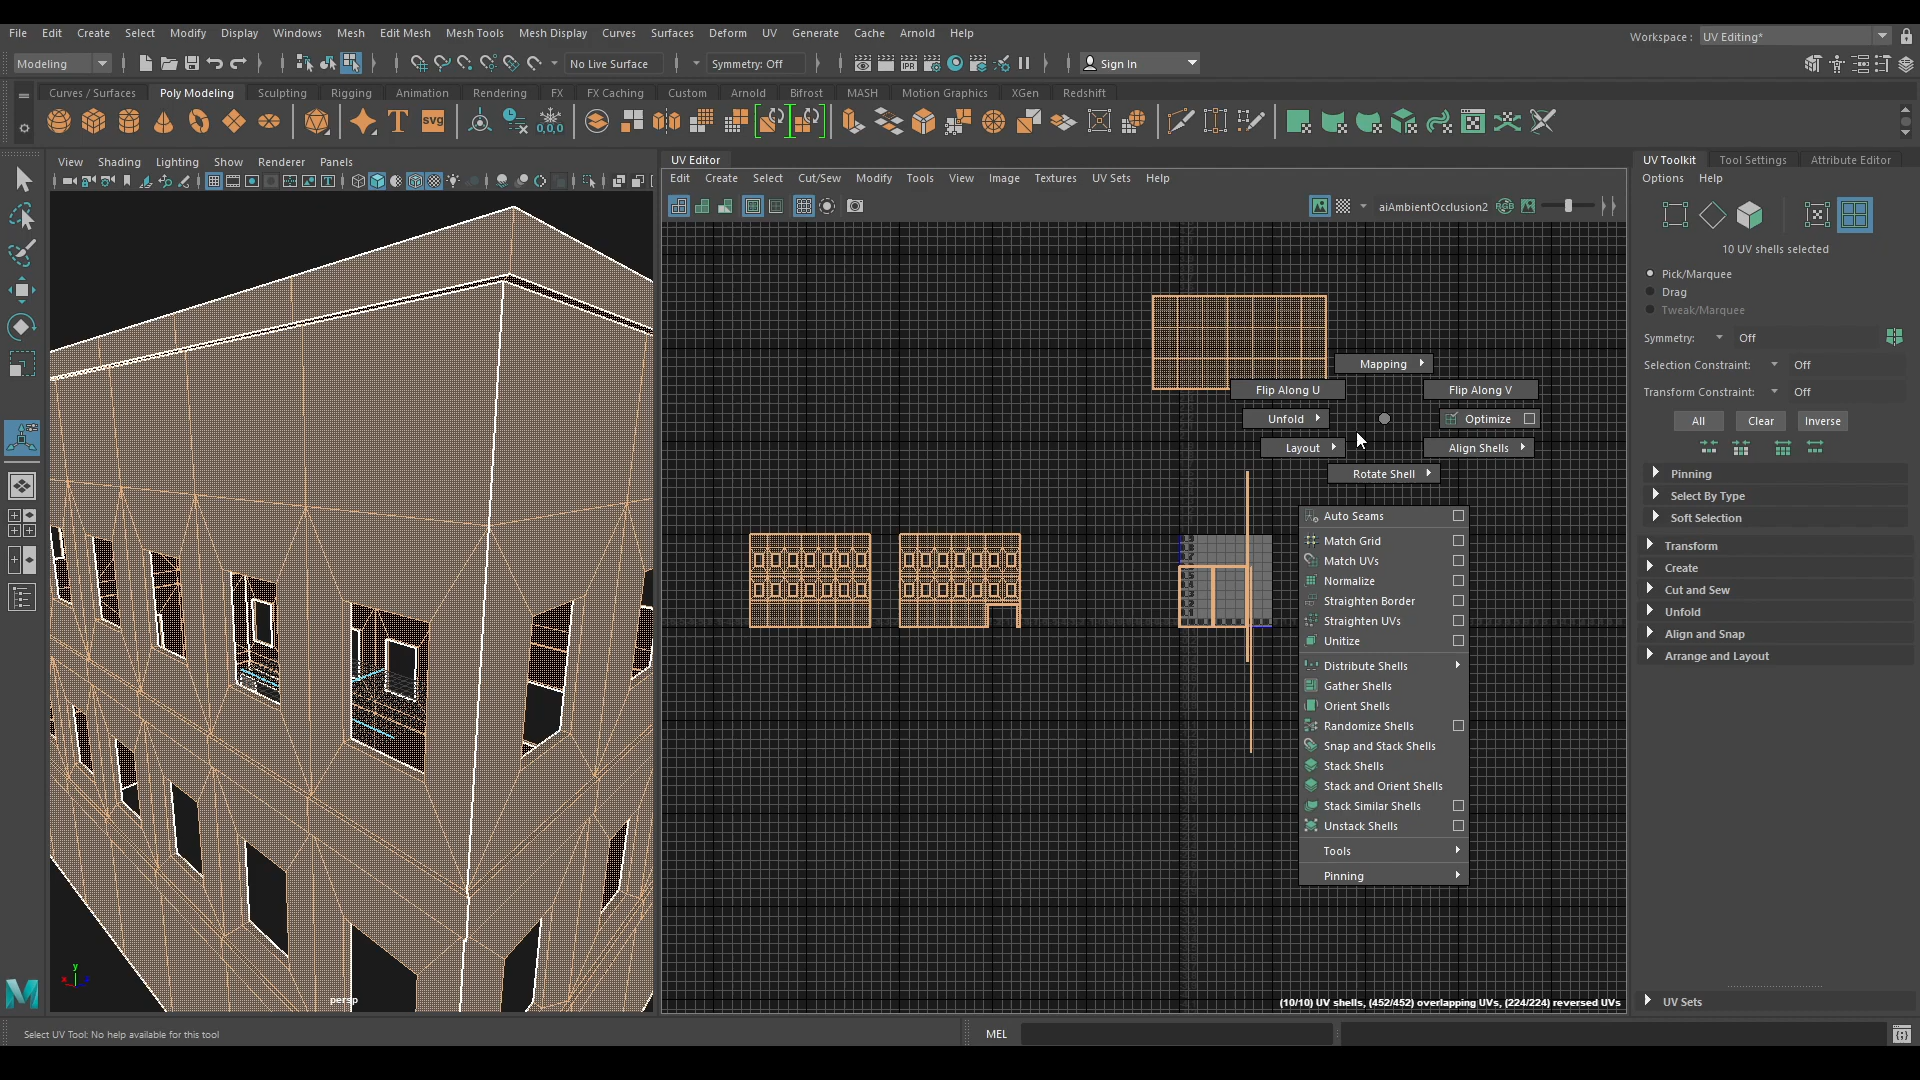 File Edit Create Select Modify Display Windows Mesh Edit Mesh Mesh Tools Mesh Display Curves Surfaces Deform UV Generate Cache Arnold Help
Workspace : UV Editing*
Modeling
No Live Surface
Symmetry: Off
Sign In
Curves / Surfaces Poly Modeling Sculpting Rigging Animation Rendering FX FX Caching Custom Arnold Bifrost MASH Motion Graphics XGen Redshift
View Shading Lighting Show Renderer Panels
persp
UV Editor
Edit Create Select Cut/Sew Modify Tools View Image Textures UV Sets Help
aiAmbientOcclusion2
Mapping
Flip Along U
Flip Along V
Unfold
Optimize
Layout
Align Shells
Rotate Shell
Auto Seams
Match Grid
Match UVs
Normalize
Straighten Border
Straighten UVs
Unitize
Distribute Shells
Gather Shells
Orient Shells
Randomize Shells
Snap and Stack Shells
Stack Shells
Stack and Orient Shells
Stack Similar Shells
Unstack Shells
Tools
Pinning
(10/10) UV shells, (452/452) overlapping UVs, (224/224) reversed UVs
UV Toolkit Tool Settings Attribute Editor
Options Help
10 UV shells selected
Pick/Marquee
Drag
Tweak/Marquee
Symmetry: Off
Selection Constraint: Off
Transform Constraint: Off
All Clear Inverse
Pinning
Select By Type
Soft Selection
Transform
Create
Cut and Sew
Unfold
Align and Snap
Arrange and Layout
UV Sets
Select UV Tool: No help available for this tool
MEL